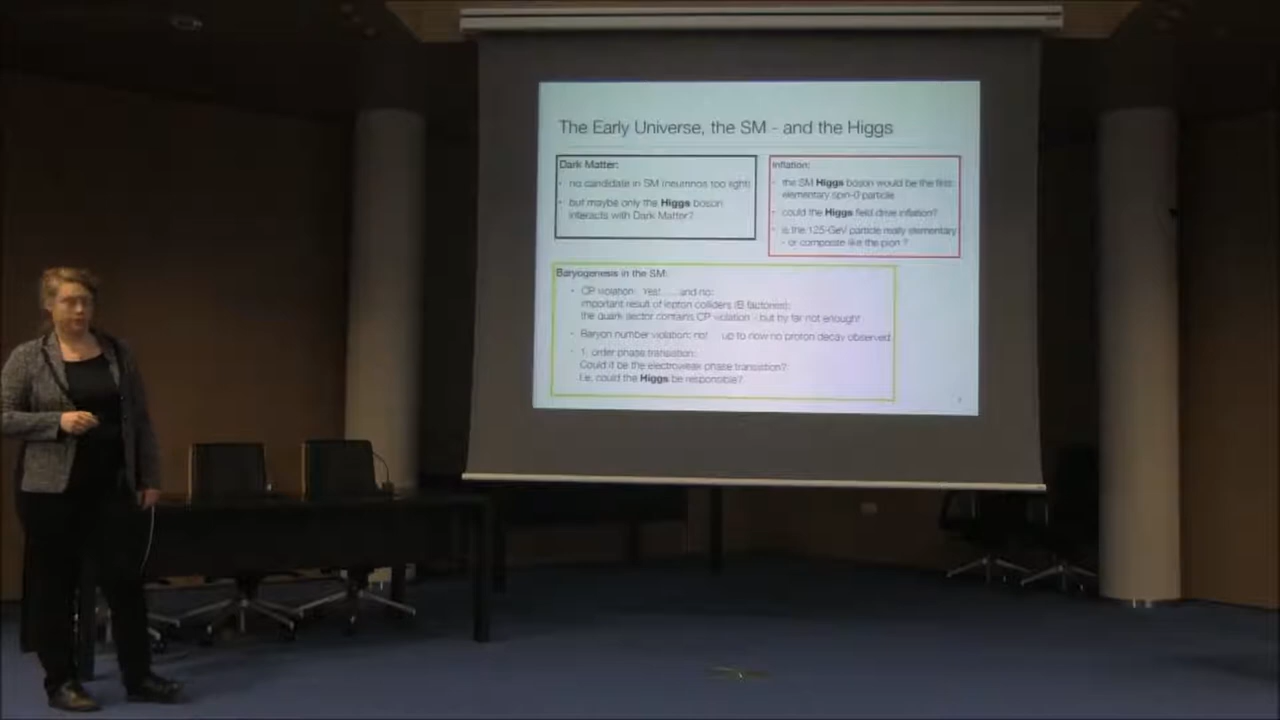 The Early Universe, the SM - and the Higgs
Dark Matter:
• no candidate in SM (neutrinos too light)
• but maybe only the Higgs boson
interacts with Dark Matter?
Inflation:
• the SM Higgs boson would be the first
elementary spin-0 particle
• could the Higgs field drive inflation?
• is the 125-GeV particle really elementary
- or composite like the pion ?
Baryogenesis in the SM:
• CP violation: Yes! ... and no:
important result of lepton colliders (B factories):
the quark sector contains CP violation - but by far not enough!
• Baryon number violation: no! up to now no proton decay observed
• 1. order phase transition:
Could it be the electroweak phase transition?
I.e. could the Higgs be responsible?